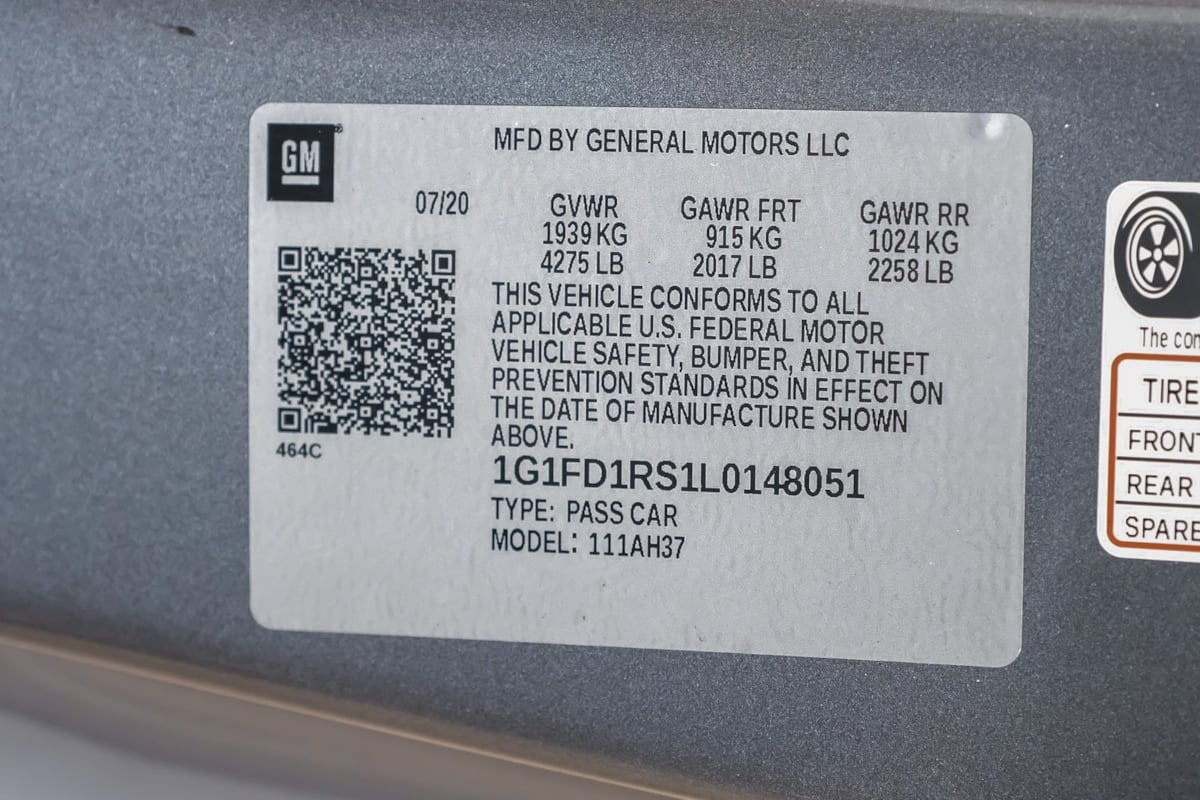 GM
MFD BY GENERAL MOTORS LLC
07/20 GVWR GAWR FRT GAWR RR
1939 KG 915 KG 1024 KG
4275 LB 2017 LB 2258 LB
THIS VEHICLE CONFORMS TO ALL
APPLICABLE U.S. FEDERAL MOTOR
VEHICLE SAFETY, BUMPER, AND THEFT
PREVENTION STANDARDS IN EFFECT ON
THE DATE OF MANUFACTURE SHOWN
ABOVE.
464C
1G1FD1RS1L0148051
TYPE: PASS CAR
MODEL: 111AH37
The
TIRE
FRONT
REAR
SPARE